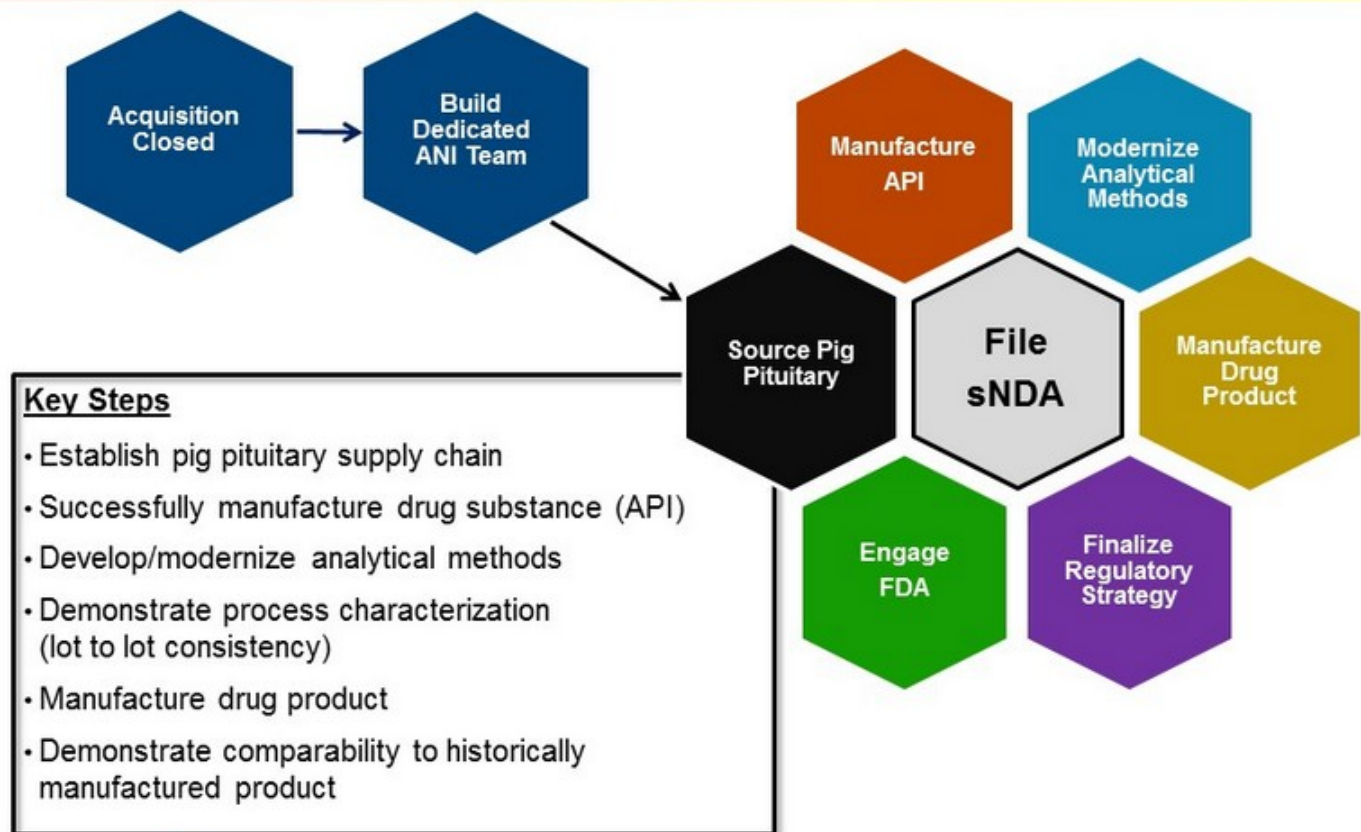 Acquisition
Closed
Build
Dedicated
ANI Team
Manufacture
API
Modernize
Analytical
Methods
Source Pig
Pituitary
File
sNDA
Manufacture
Drug
Product
Engage
FDA
Finalize
Regulatory
Strategy
Key Steps
• Establish pig pituitary supply chain
• Successfully manufacture drug substance (API)
• Develop/modernize analytical methods
• Demonstrate process characterization
(lot to lot consistency)
• Manufacture drug product
• Demonstrate comparability to historically
manufactured product